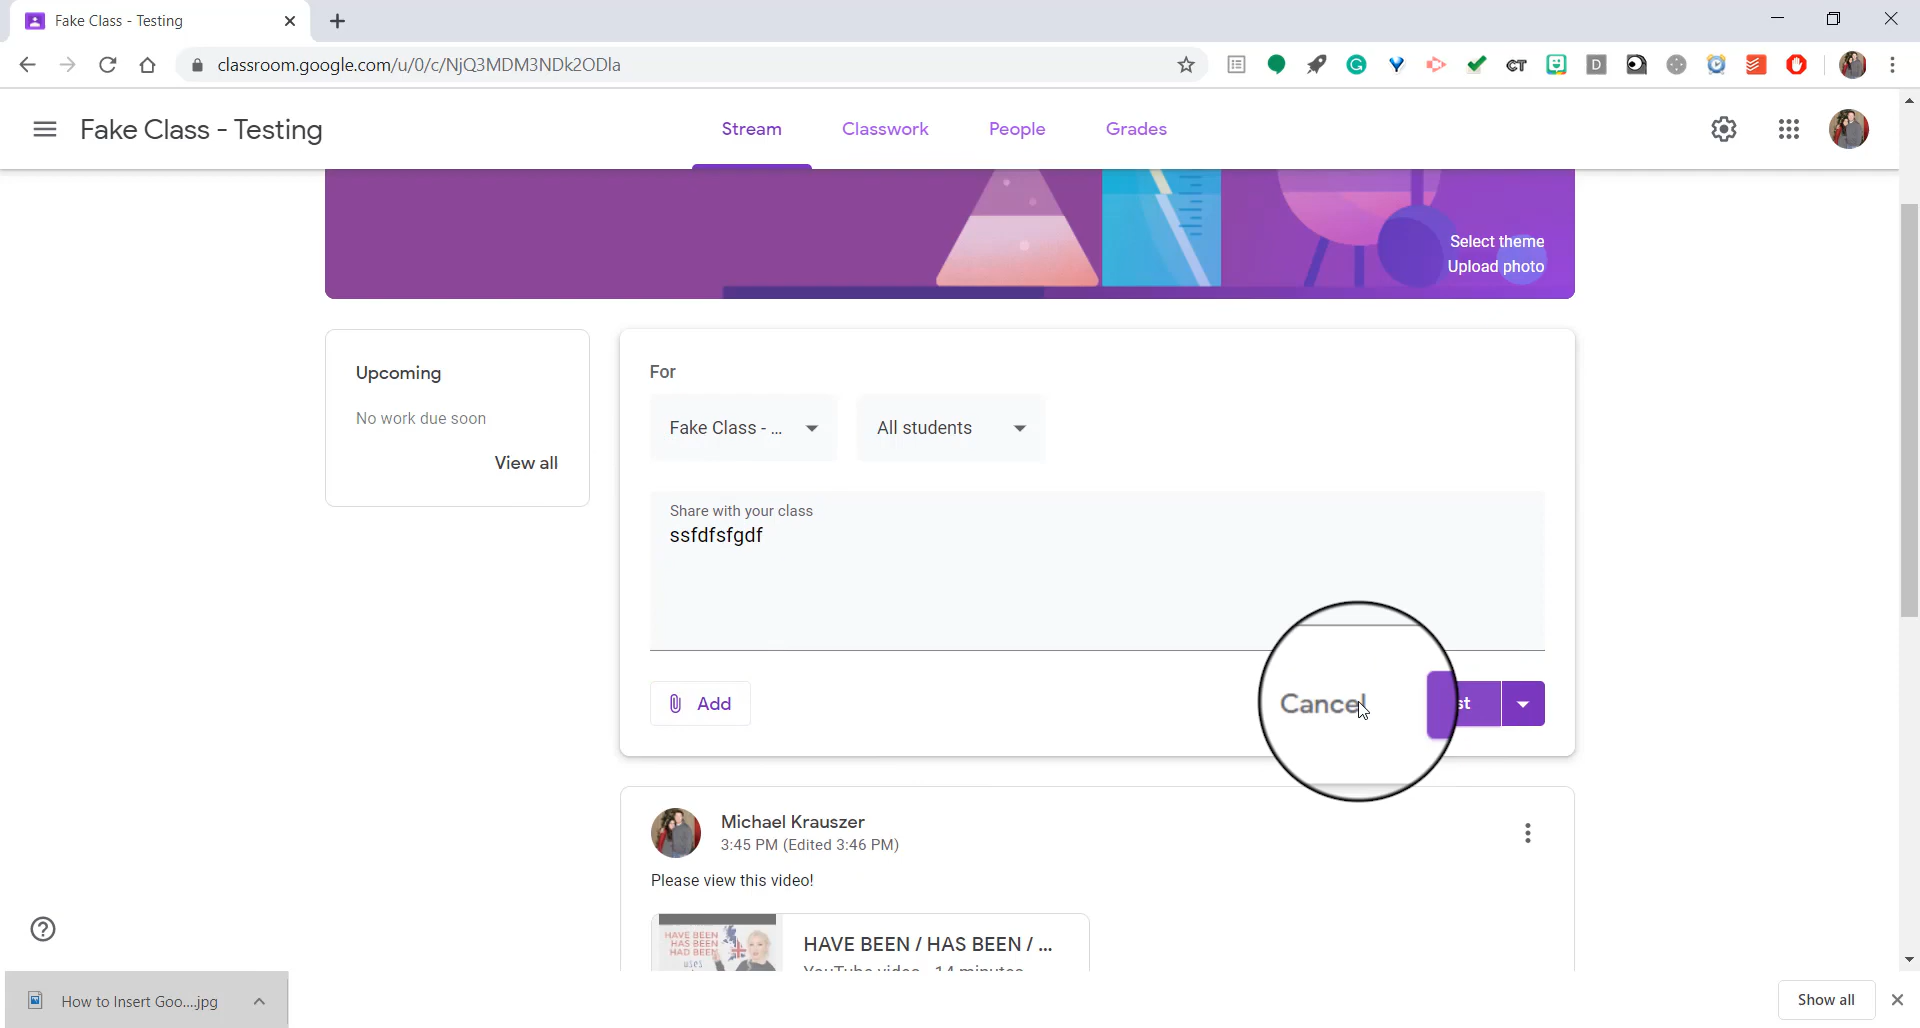 Fake Class - Testing
classroom.google.com/u/0/c/NjQ3MDM3NDk2ODla
Fake Class - Testing
Stream
Classwork
People
Grades
Select theme
Upload photo
Upcoming
No work due soon
View all
For
Fake Class - ...
All students
Share with your class
ssfdfsfgdf
Add
Cancel
st
Michael Krauszer
3:45 PM (Edited 3:46 PM)
Please view this video!
HAVE BEEN
HAS BEEN
HAD BEEN
uses
HAVE BEEN / HAS BEEN / ...
YouTube video 14 minutes
How to Insert Goo....jpg
Show all